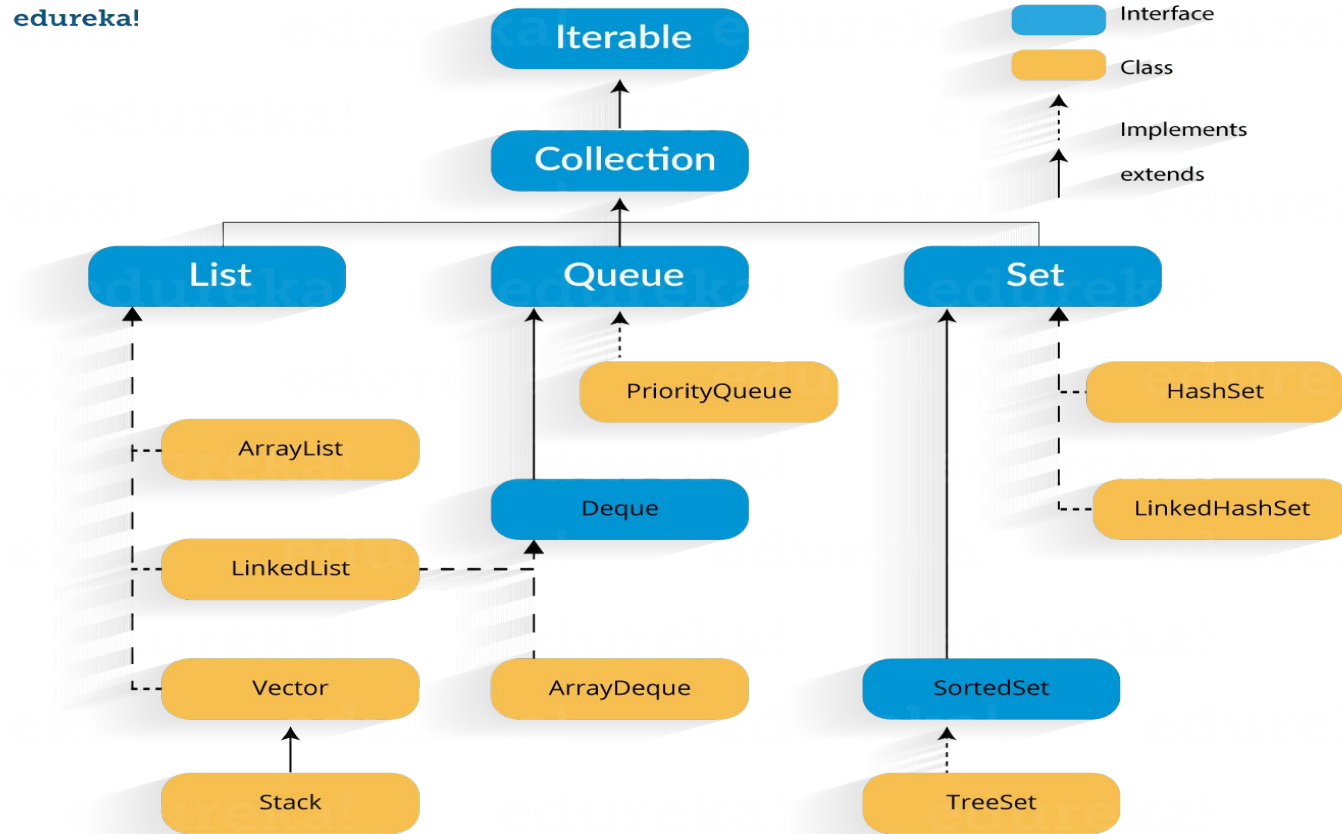 edureka!
Iterable
Interface
Class
Implements
extends
Collection
List
Queue
Set
PriorityQueue
HashSet
ArrayList
Deque
LinkedHashSet
LinkedList
Vector
ArrayDeque
SortedSet
Stack
TreeSet